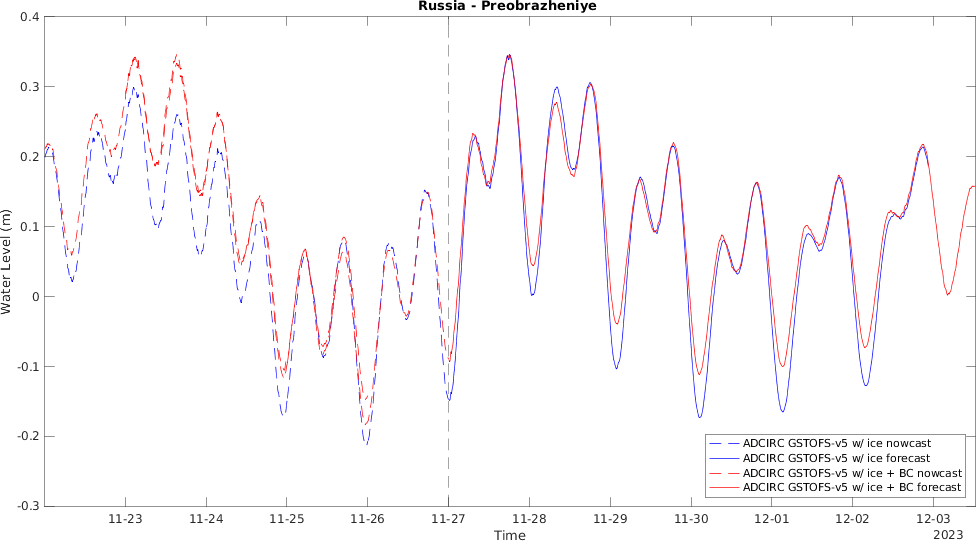 Russia - Preobrazheniye
Water Level (m)
0.4
0.3
0.2
0.1
0
-0.1
-0.2
-0.3
11-23 11-24 11-25 11-26 11-27 11-28 11-29 11-30 12-01 12-02 12-03
Time
2023
ADCIRC GSTOFS-v5 w/ ice nowcast
ADCIRC GSTOFS-v5 w/ ice forecast
ADCIRC GSTOFS-v5 w/ ice + BC nowcast
ADCIRC GSTOFS-v5 w/ ice + BC forecast